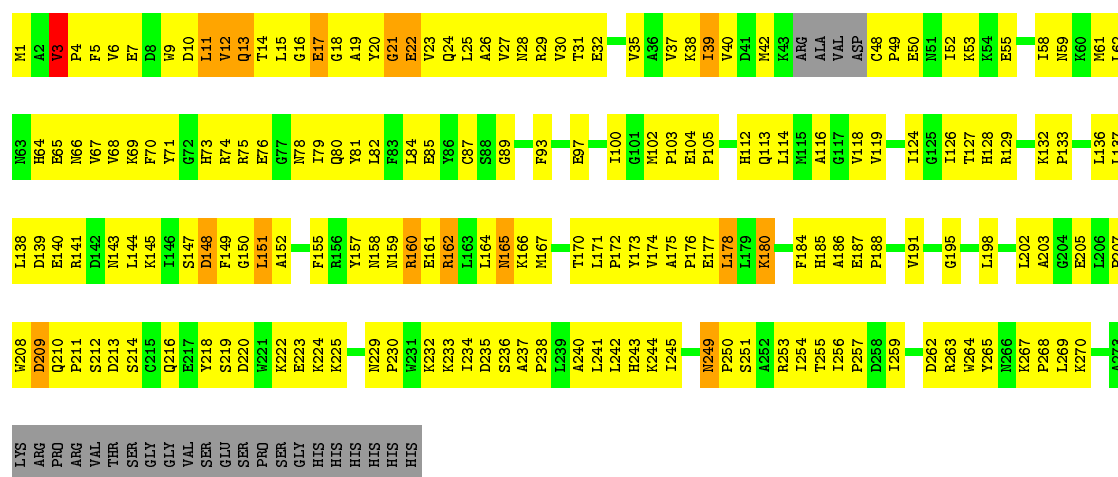 M1 A2 V3 P4 F5 V6 E7 D8 W9 D10 L11 V12 Q13 T14 L15 G16 E17 G18 A19 Y20 G21 E22 V23 Q24 L25 A26 V27 N28 R29 V30 T31 E32 V35 A36 V37 K38 I39 V40 D41 M42 K43 ARG ALA VAL ASP C48 P49 E50 N51 I52 K53 K54 E55 I58 N59 K60 M61 L62
N63 H64 E65 N66 V67 V68 K69 F70 Y71 G72 H73 R74 R75 E76 G77 N78 I79 Q80 Y81 L82 F83 L84 E85 Y86 C87 S88 G89 F93 E97 I100 G101 M102 P103 E104 P105 H112 Q113 L114 M115 A116 G117 V118 V119 I124 G125 I126 T127 H128 R129 K132 P133 L136 L137
L138 D139 E140 R141 D142 N143 L144 K145 I146 S147 D148 F149 G150 L151 A152 F155 R156 Y157 N158 N159 R160 E161 R162 L163 L164 N165 K166 M167 T170 L171 P172 Y173 V174 A175 P176 E177 L178 L179 K180 F184 H185 A186 E187 P188 V191 G195 L198 L202 A203 G204 E205 L206 P207
W208 D209 Q210 P211 S212 D213 S214 C215 Q216 E217 Y218 S219 D220 W221 K222 E223 K224 K225 N229 P230 W231 K232 K233 I234 D235 S236 A237 P238 L239 A240 L241 L242 H243 K244 I245 N249 P250 S251 A252 R253 I254 T255 I256 P257 D258 I259 D262 R263 W264 Y265 N266 K267 P268 L269 K270 A273
LYS ARG PRO ARG VAL THR SER GLY GLY VAL SER GLU SER PRO SER GLY HIS HIS HIS HIS HIS HIS